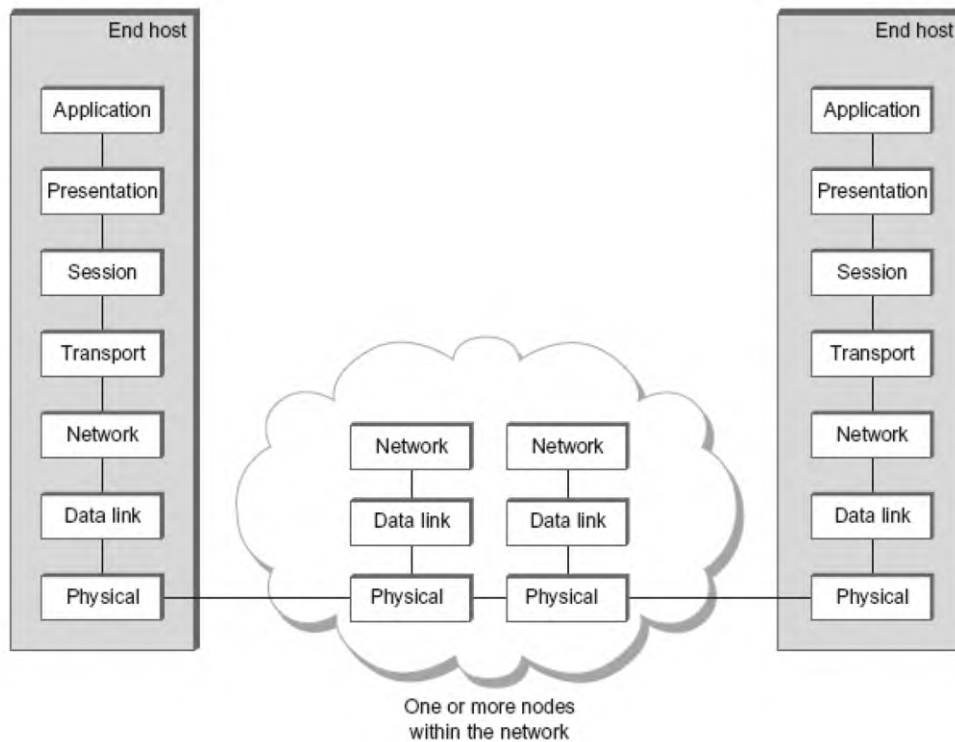 End host
Application
Presentation
Session
Transport
Network
Data link
Physical
Network
Data link
Physical
Network
Data link
Physical
One or more nodes
within the network
End host
Application
Presentation
Session
Transport
Network
Data link
Physical